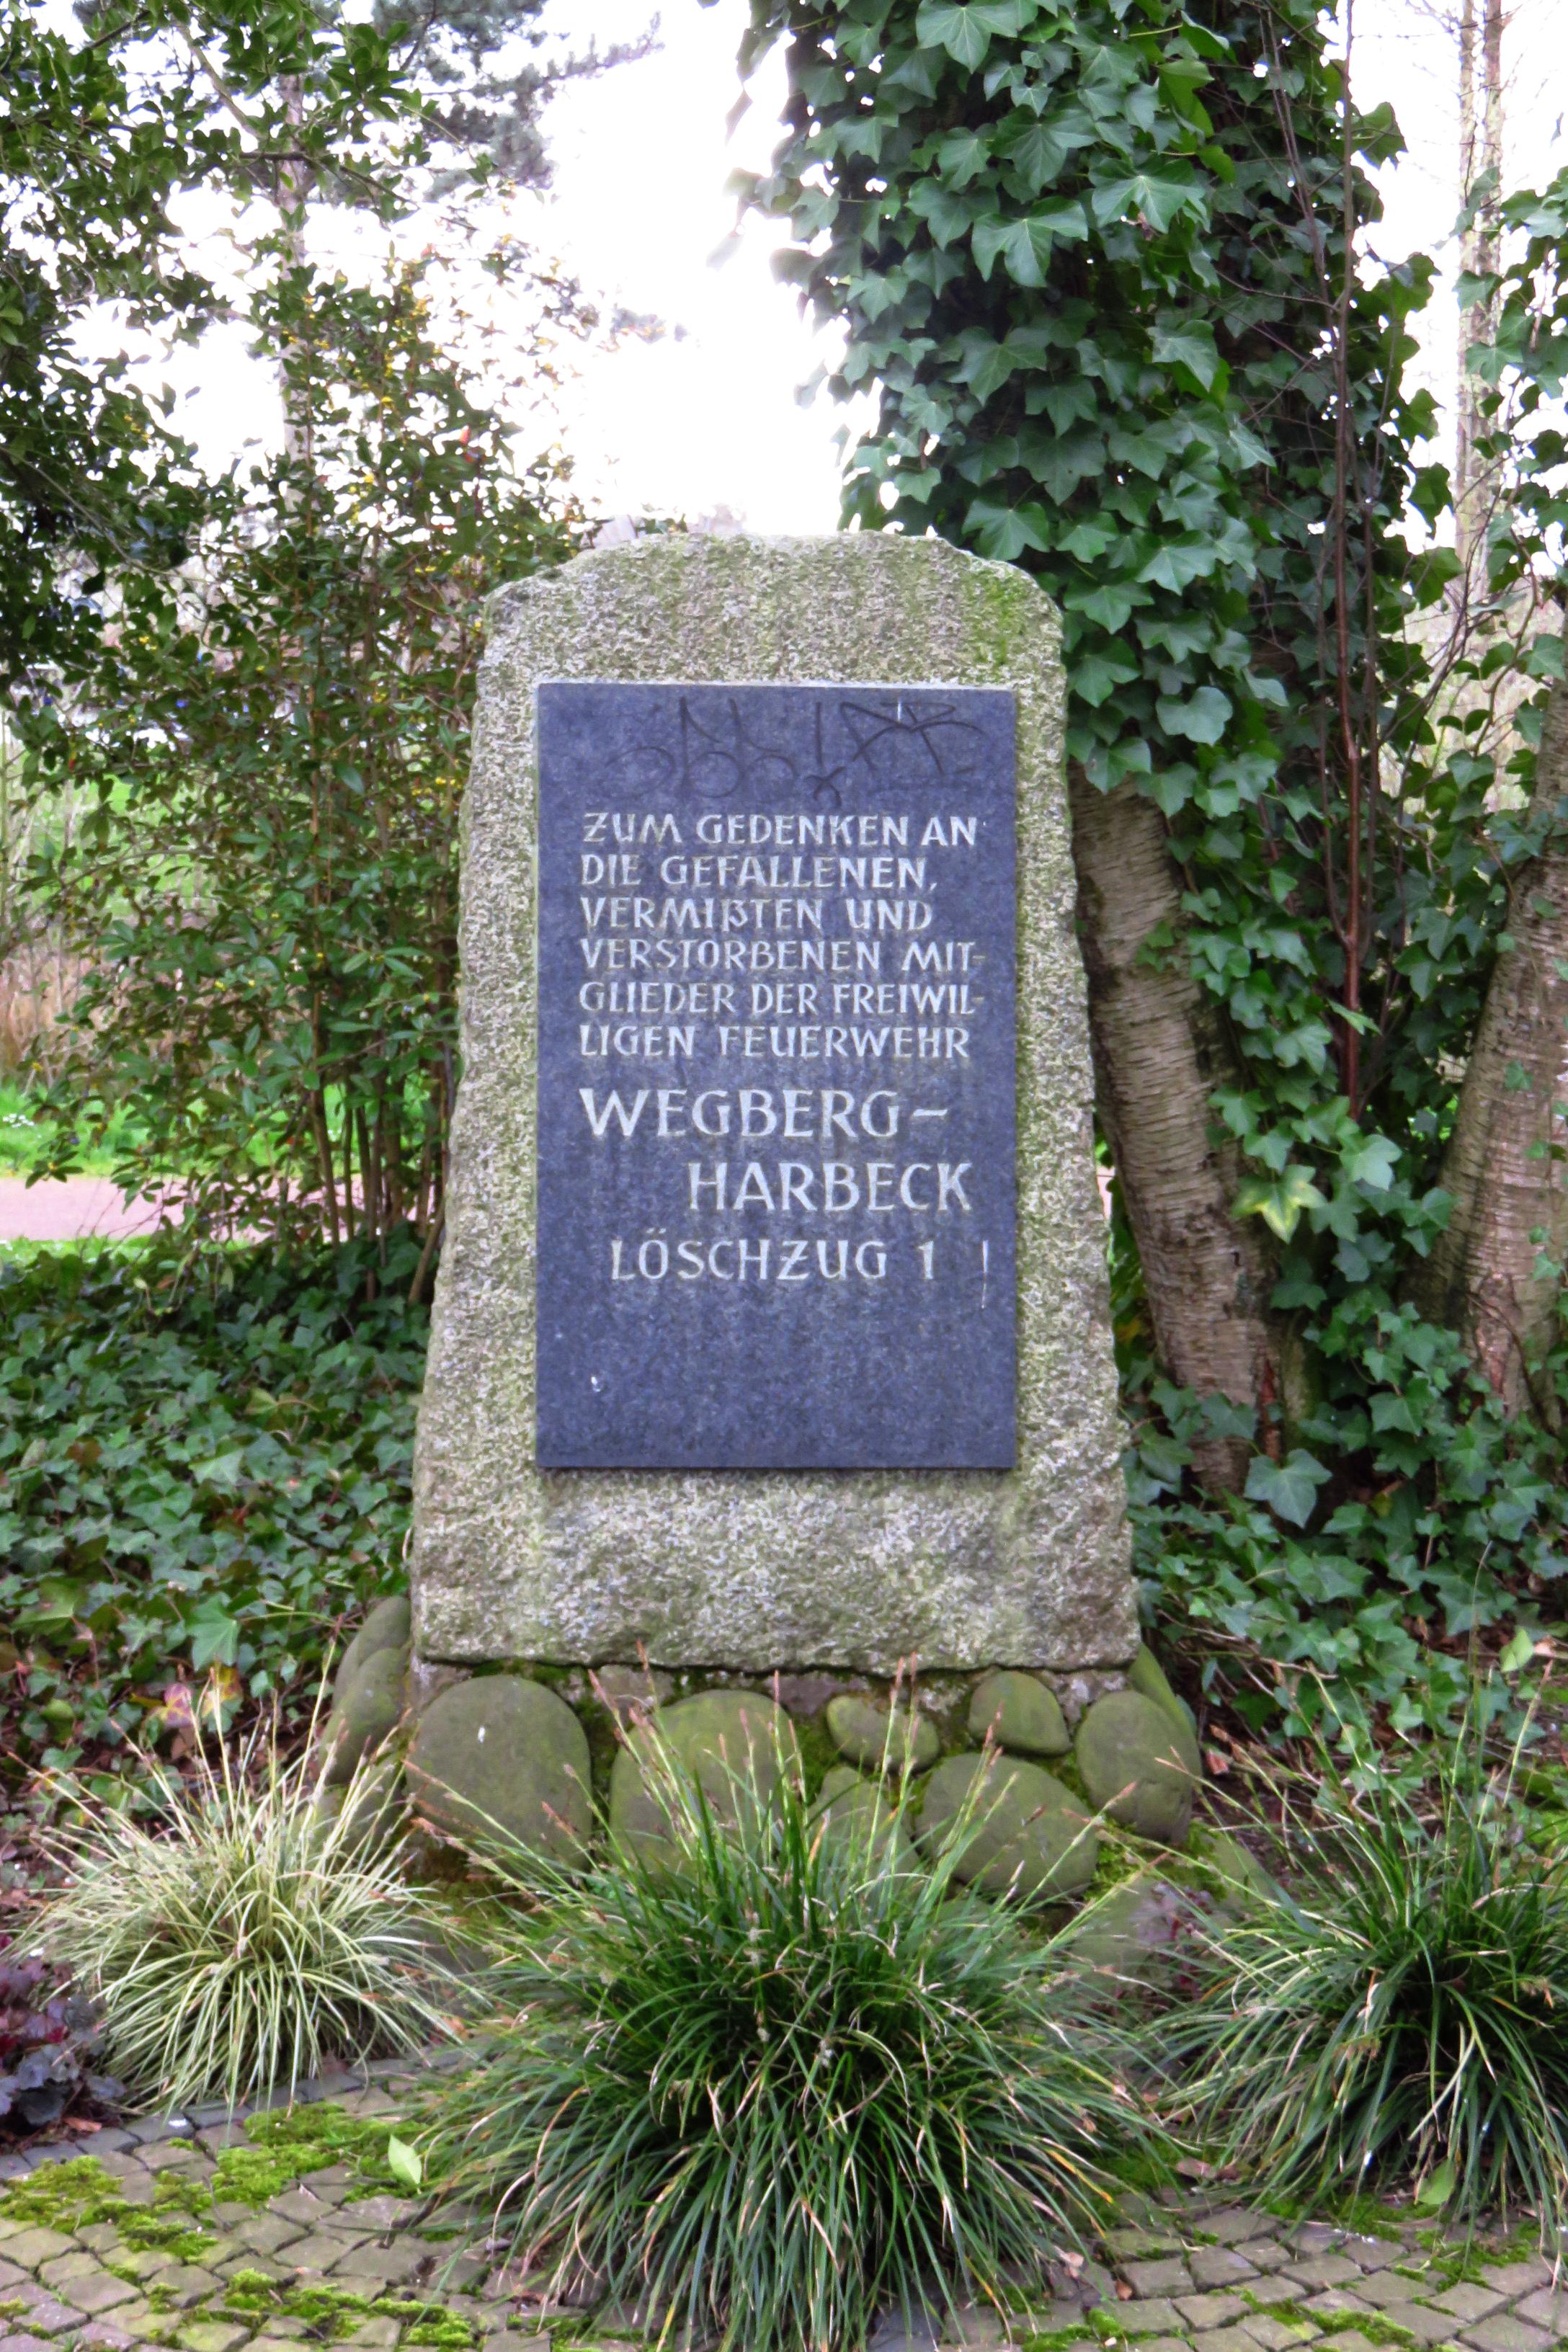 ZUM GEDENKEN AN
DIE GEFALLENEN,
VERMIßTEN UND
VERSTORBENEN MIT-
GLIEDER DER FREIWIL-
LIGEN FEUERWEHR
WEGBERG-
HARBECK
LÖSCHZUG 1